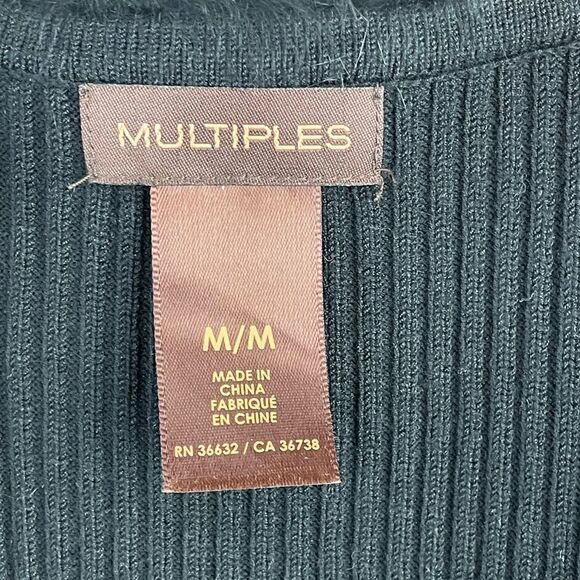 MULTIPLES
M/M
MADE IN
CHINA
FABRIQUÉ
EN CHINE
RN 36632 / CA 36738